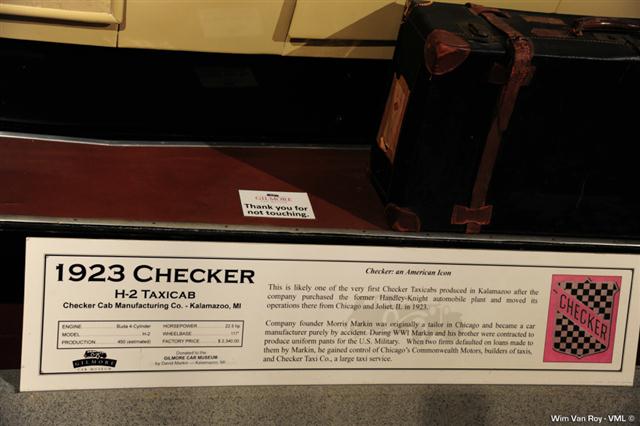 GILMORE
Thank you for
not touching.
1923 CHECKER
H-2 TAXICAB
Checker Cab Manufacturing Co. - Kalamazoo, MI
ENGINE Buda 4-Cylinder HORSEPOWER 22.5 hp
MODEL H-2 WHEELBASE 117"
PRODUCTION 450 (estimated) FACTORY PRICE $ 2,340.00
GILMORE
CAR MUSEUM
Donated to the
GILMORE CAR MUSEUM
by David Markin — Kalamazoo, MI
Checker: an American Icon
This is likely one of the very first Checker Taxicabs produced in Kalamazoo after the
company purchased the former Handley-Knight automobile plant and moved its
operations there from Chicago and Joliet, IL in 1923.
Company founder Morris Markin was originally a tailor in Chicago and became a car
manufacturer purely by accident. During WWI Markin and his brother were contracted to
produce uniform pants for the U.S. Military. When two firms defaulted on loans made to
them by Markin, he gained control of Chicago's Commonwealth Motors, builders of taxis,
and Checker Taxi Co., a large taxi service.
CHECKER
Wim Van Roy - VML ©